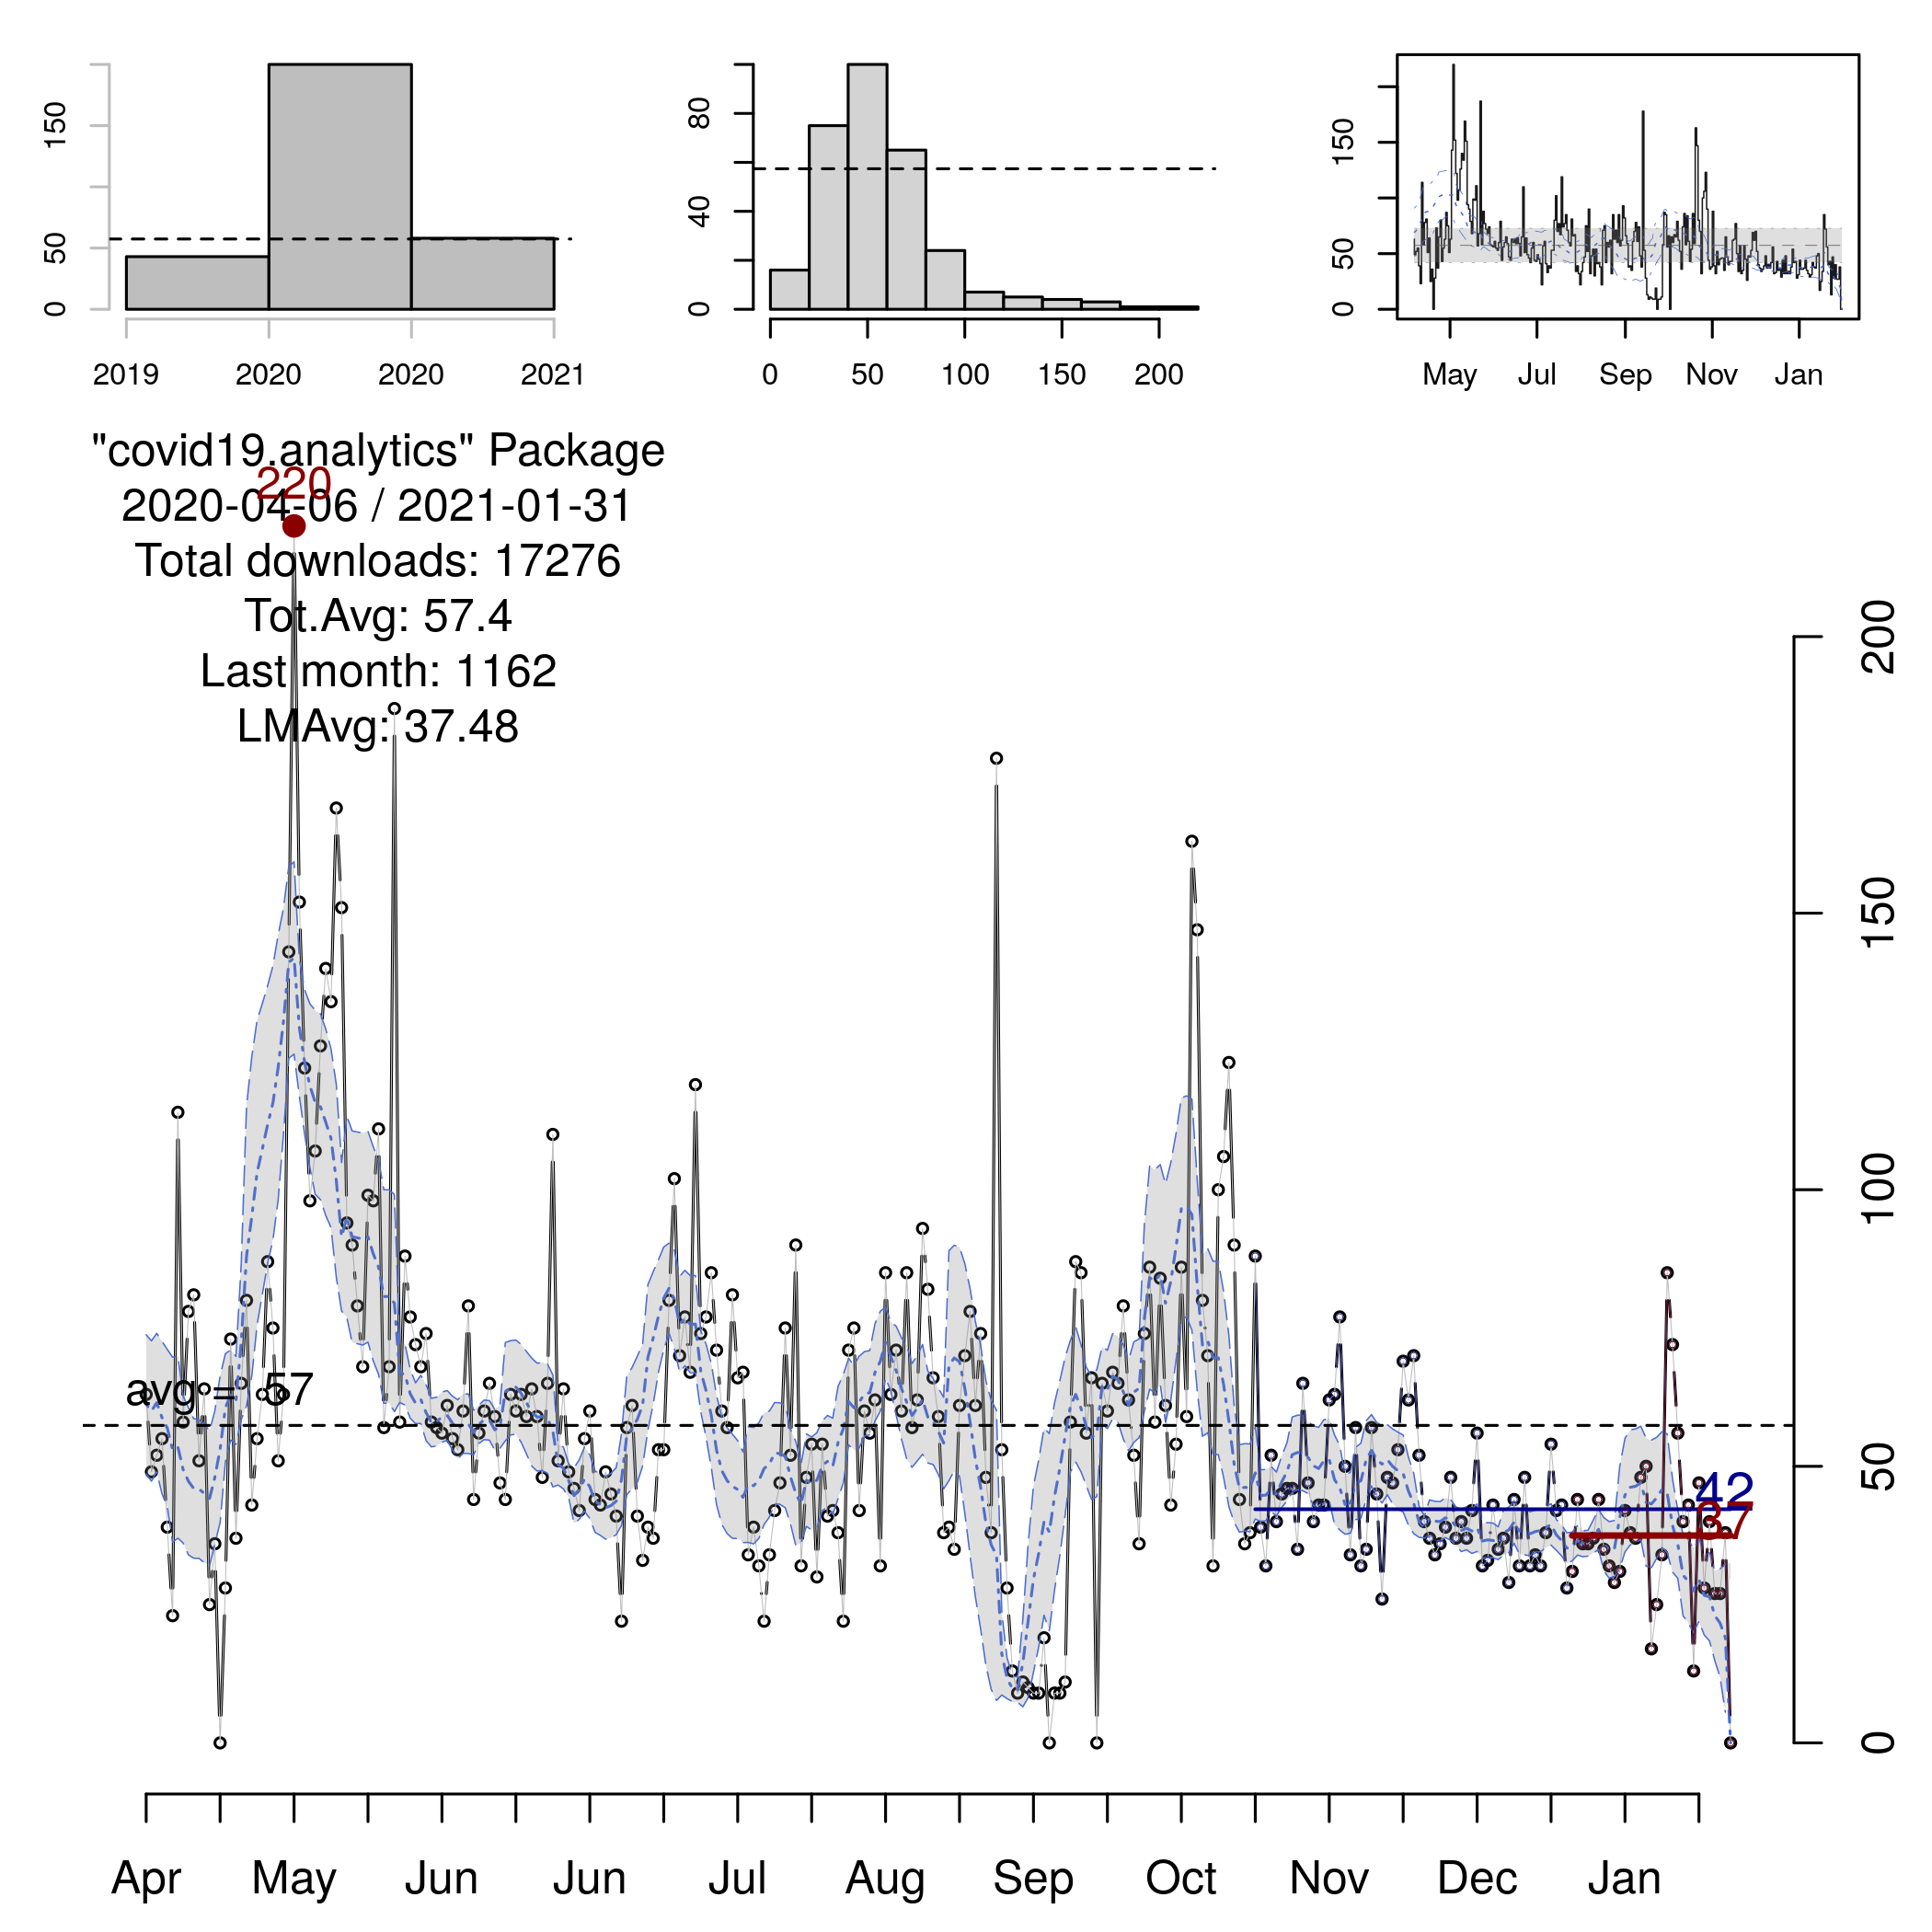 0 50 150
2019 2020 2020 2021
0 40 80
0 50 100 150 200
0 50 150
May Jul Sep Nov Jan
"covid19.analytics" Package
220
2020-04-06 / 2021-01-31
Total downloads: 17276
Tot.Avg: 57.4
Last month: 1162
LMAvg: 37.48
avg = 57
42
37
0 50 100 150 200
Apr May Jun Jun Jul Aug Sep Oct Nov Dec Jan